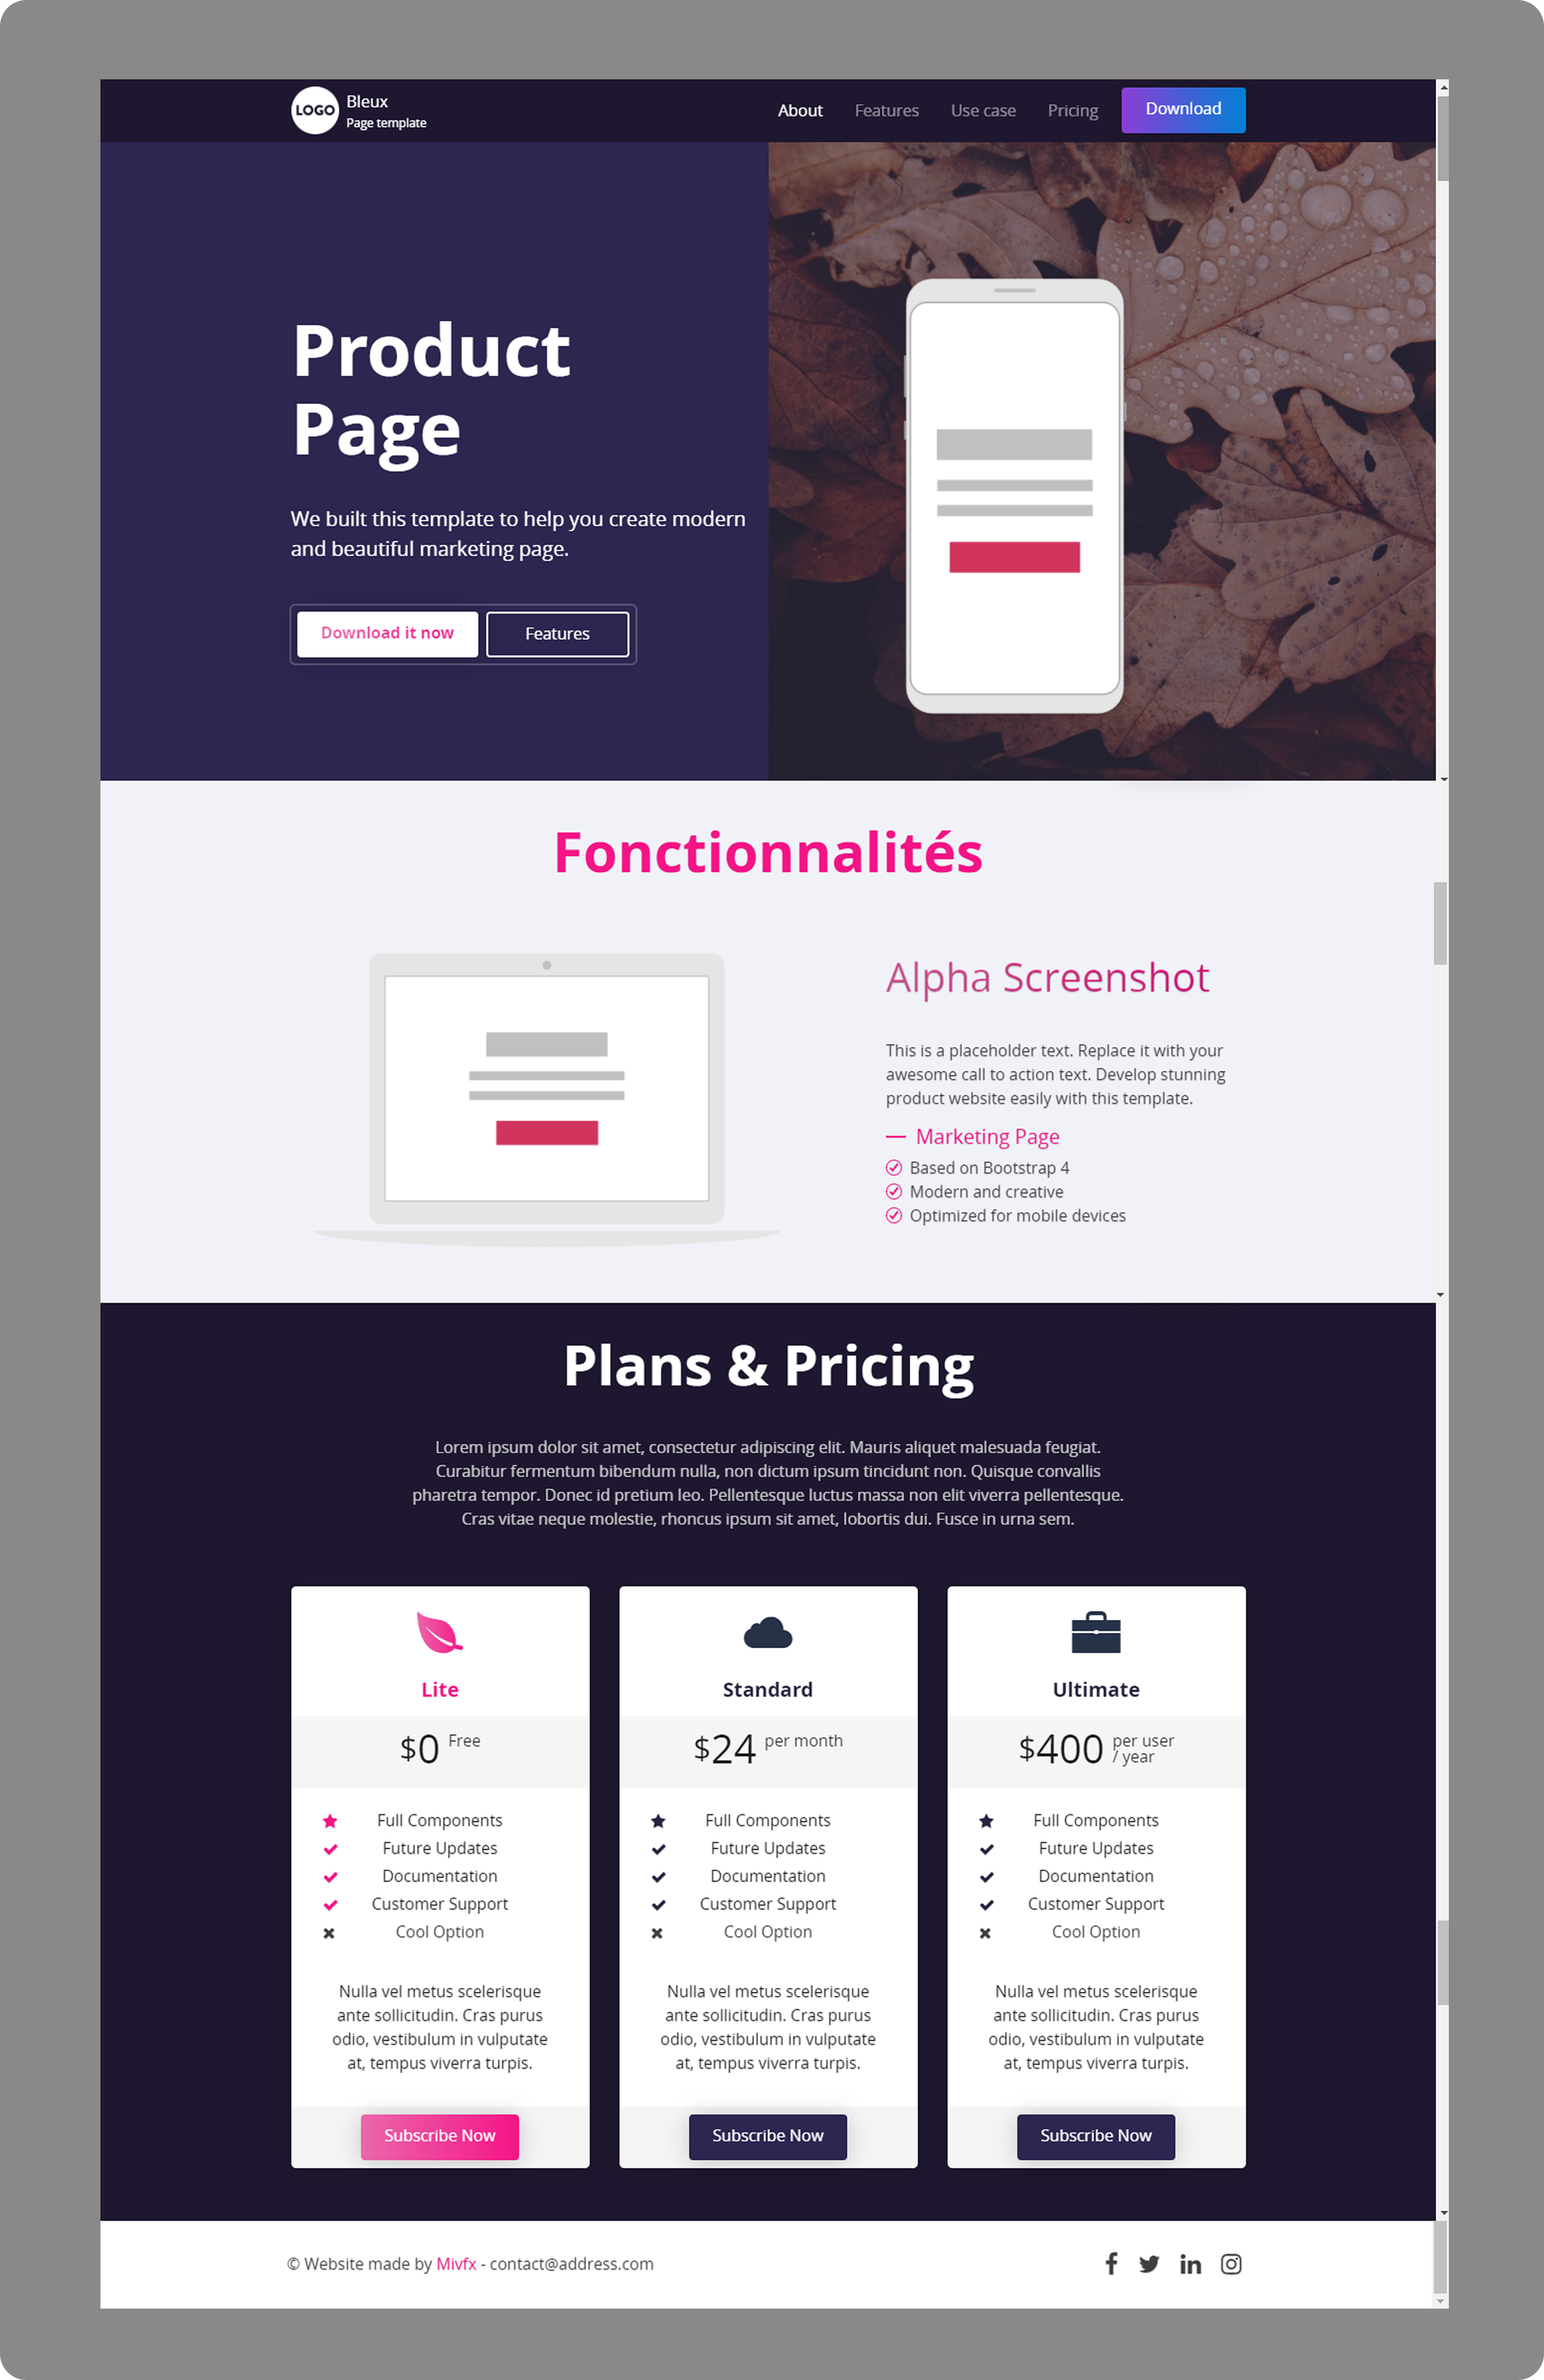 LOGO
Bleux
Page template
About
Features
Use case
Pricing
Download
Product
Page
We built this template to help you create modern
and beautiful marketing page.
Download it now
Features
Fonctionnalités
Alpha Screenshot
This is a placeholder text. Replace it with your
awesome call to action text. Develop stunning
product website easily with this template.
Marketing Page
Based on Bootstrap 4
Modern and creative
Optimized for mobile devices
Plans & Pricing
Lorem ipsum dolor sit amet, consectetur adipiscing elit. Mauris aliquet malesuada feugiat.
Curabitur fermentum bibendum nulla, non dictum ipsum tincidunt non. Quisque convallis
pharetra tempor. Donec id pretium leo. Pellentesque luctus massa non elit viverra pellentesque.
Cras vitae neque molestie, rhoncus ipsum sit amet, lobortis dui. Fusce in urna sem.
Lite
$0 Free
Full Components
Future Updates
Documentation
Customer Support
Cool Option
Nulla vel metus scelerisque
ante sollicitudin. Cras purus
odio, vestibulum in vulputate
at, tempus viverra turpis.
Subscribe Now
Standard
$24 per month
Full Components
Future Updates
Documentation
Customer Support
Cool Option
Nulla vel metus scelerisque
ante sollicitudin. Cras purus
odio, vestibulum in vulputate
at, tempus viverra turpis.
Subscribe Now
Ultimate
$400 per user
/ year
Full Components
Future Updates
Documentation
Customer Support
Cool Option
Nulla vel metus scelerisque
ante sollicitudin. Cras purus
odio, vestibulum in vulputate
at, tempus viverra turpis.
Subscribe Now
© Website made by Mivfx - contact@address.com